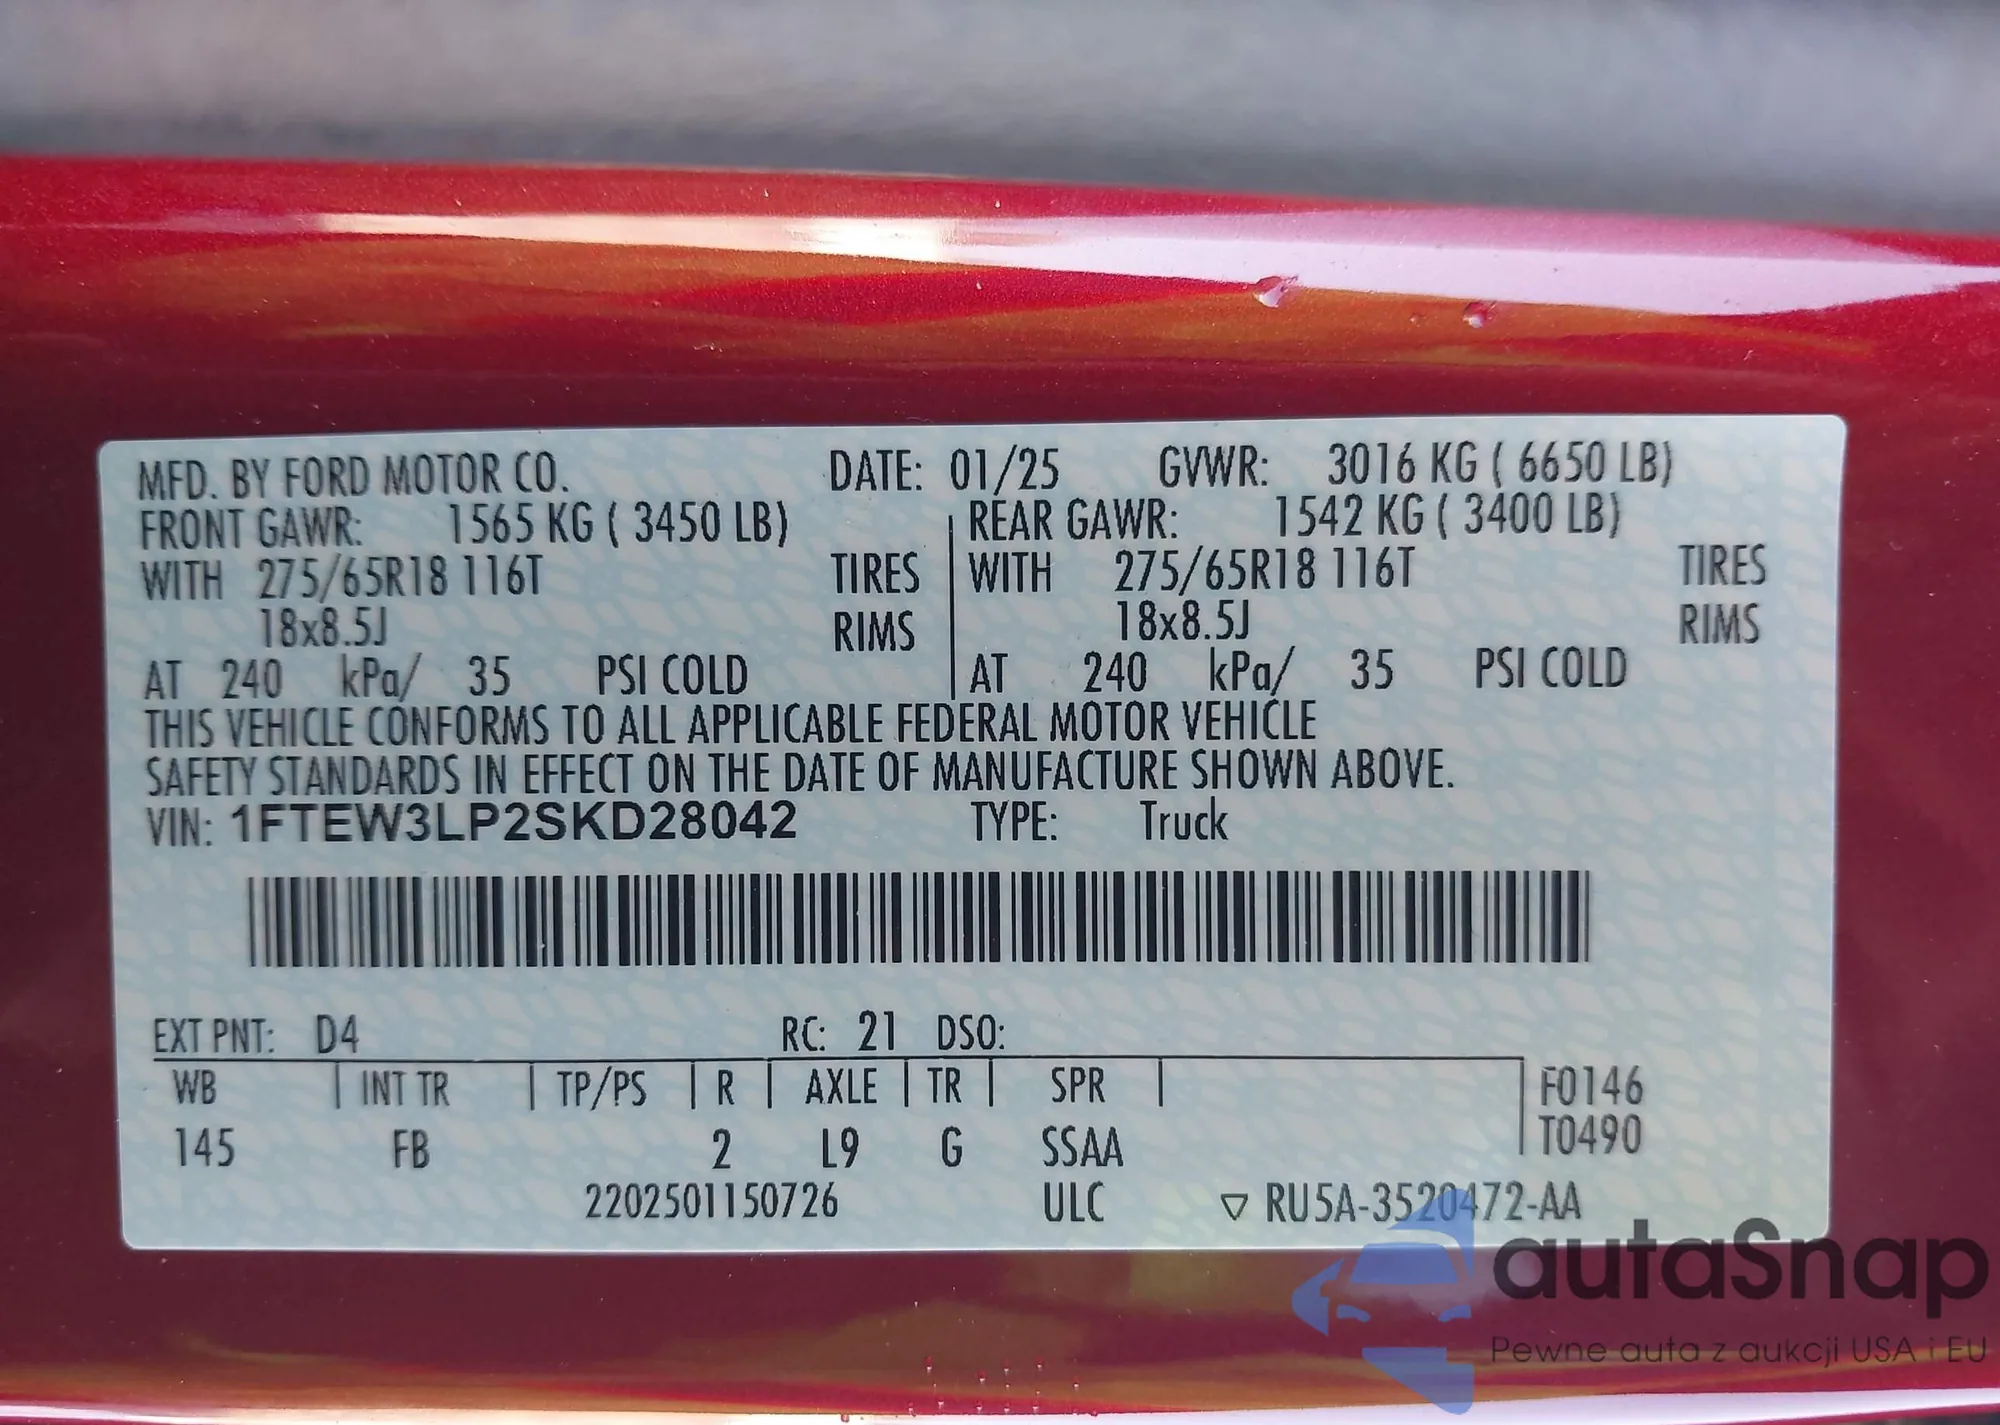 MFD. BY FORD MOTOR CO. DATE: 01/25 GVWR: 3016 KG ( 6650 LB)
FRONT GAWR: 1565 KG ( 3450 LB) REAR GAWR: 1542 KG ( 3400 LB)
WITH 275/65R18 116T TIRES WITH 275/65R18 116T TIRES
18x8.5J RIMS 18x8.5J RIMS
AT 240 kPa/ 35 PSI COLD AT 240 kPa/ 35 PSI COLD
THIS VEHICLE CONFORMS TO ALL APPLICABLE FEDERAL MOTOR VEHICLE
SAFETY STANDARDS IN EFFECT ON THE DATE OF MANUFACTURE SHOWN ABOVE.
VIN: 1FTEW3LP2SKD28042 TYPE: Truck
EXT PNT: D4 RC: 21 DSO:
WB INT TR TP/PS R AXLE TR SPR F0146
T0490
145 FB 2 L9 G SSAA
2202501150726 ULC ▽ RU5A-3520472-AA
autaSnap
Pewne auta z aukcji USA i EU